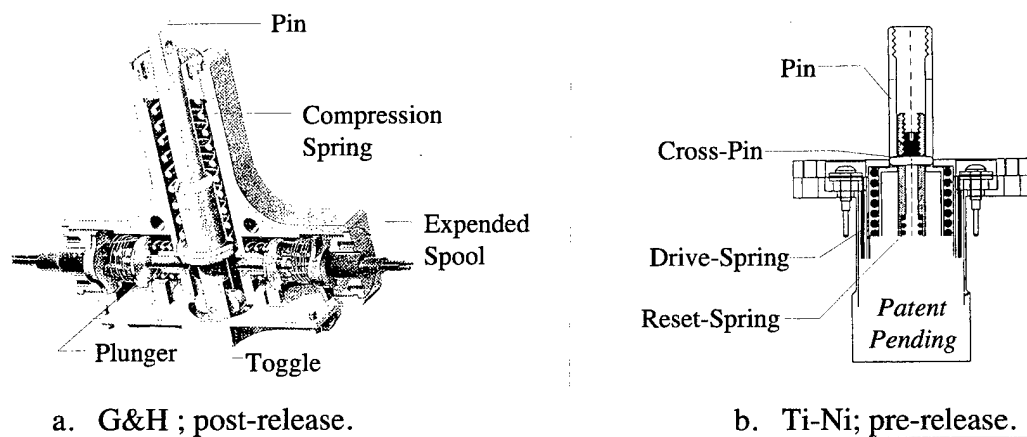 Pin
Compression
Spring
Expended
Spool
Plunger
Toggle
a. G&H ; post-release.
Pin
Cross-Pin
Drive-Spring
Reset-Spring
Patent
Pending
b. Ti-Ni; pre-release.